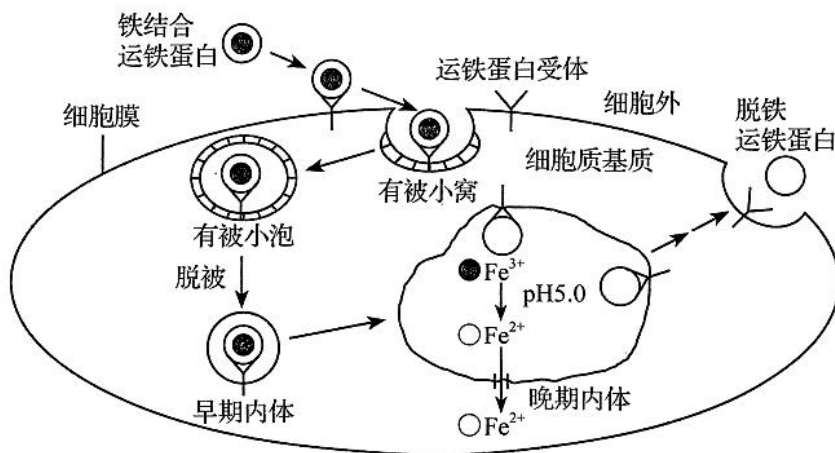 铁结合
运铁蛋白
运铁蛋白受体
细胞外
细胞膜
脱铁
运铁蛋白
细胞质基质
有被小窝
有被小泡
脱被
Fe³⁺
pH5.0
Fe²⁺
早期内体
晚期内体
Fe²⁺